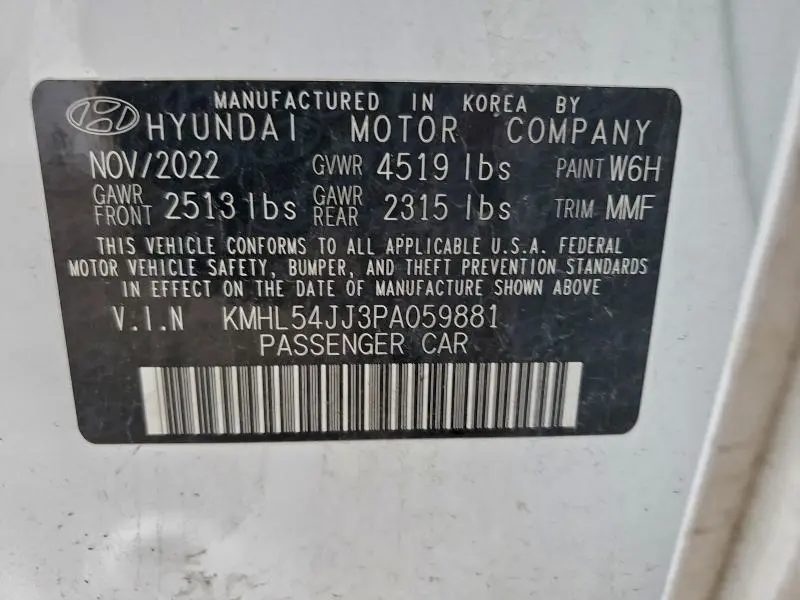 MANUFACTURED IN KOREA BY
HYUNDAI MOTOR COMPANY
NOV/2022 GVWR 4519 lbs PAINT W6H
GAWR FRONT 2513 lbs GAWR REAR 2315 lbs TRIM MMF
THIS VEHICLE CONFORMS TO ALL APPLICABLE U.S.A. FEDERAL
MOTOR VEHICLE SAFETY, BUMPER, AND THEFT PREVENTION STANDARDS
IN EFFECT ON THE DATE OF MANUFACTURE SHOWN ABOVE
V.I.N KMHL54JJ3PA059881
PASSENGER CAR